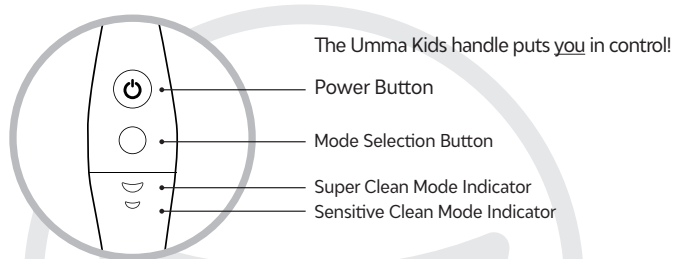 The Umma Kids handle puts you in control!
Power Button
Mode Selection Button
Super Clean Mode Indicator
Sensitive Clean Mode Indicator